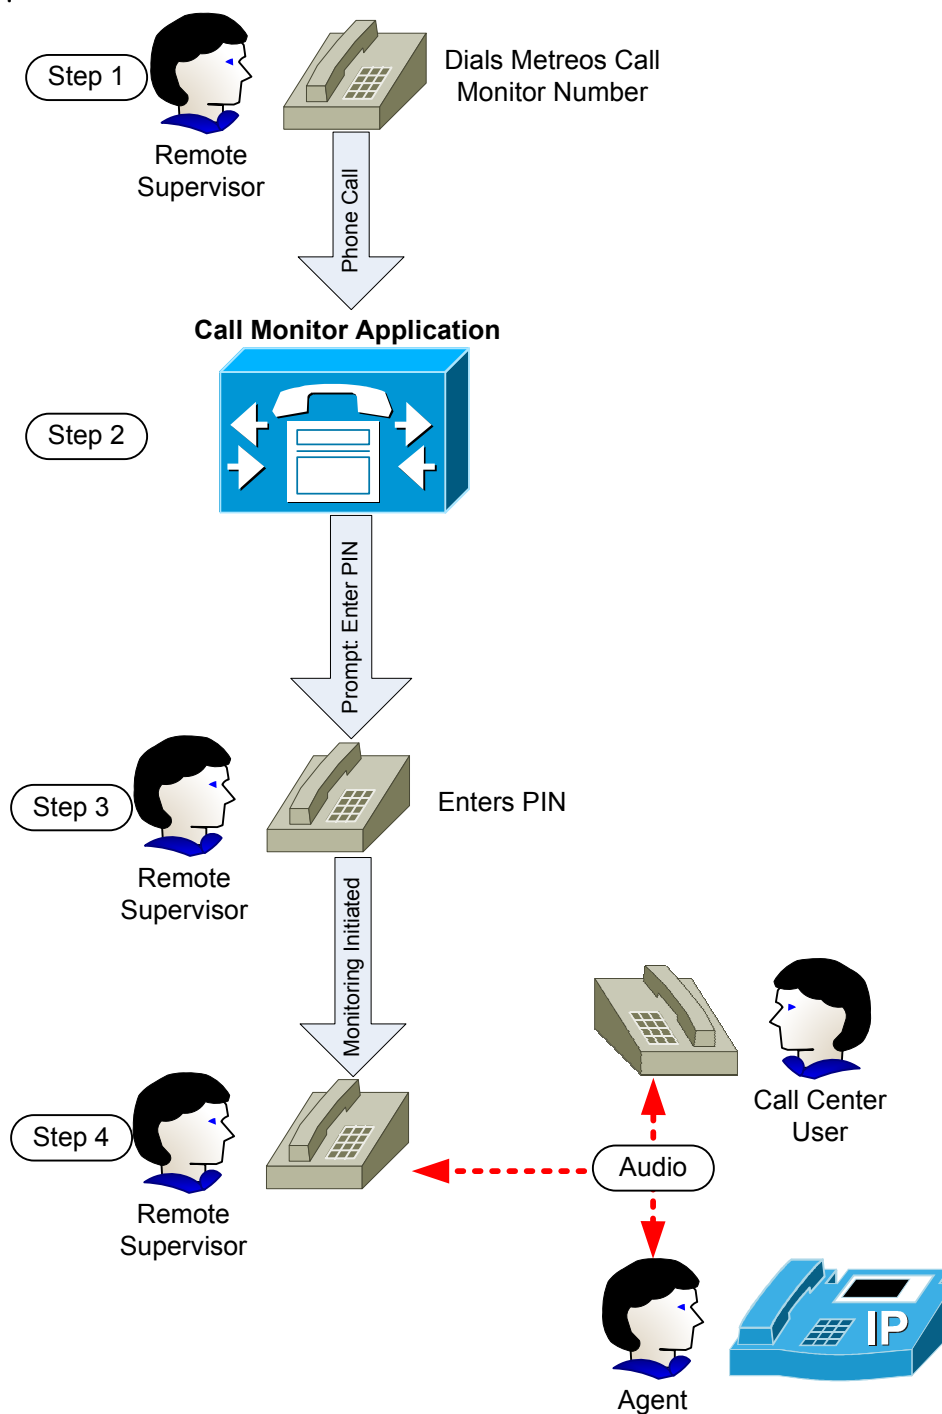 Step 1
Dials Metreos Call
Monitor Number
Remote
Supervisor
Phone Call
Call Monitor Application
Step 2
Prompt: Enter PIN
Step 3
Enters PIN
Remote
Supervisor
Monitoring Initiated
Call Center
User
Step 4
Audio
Remote
Supervisor
IP
Agent